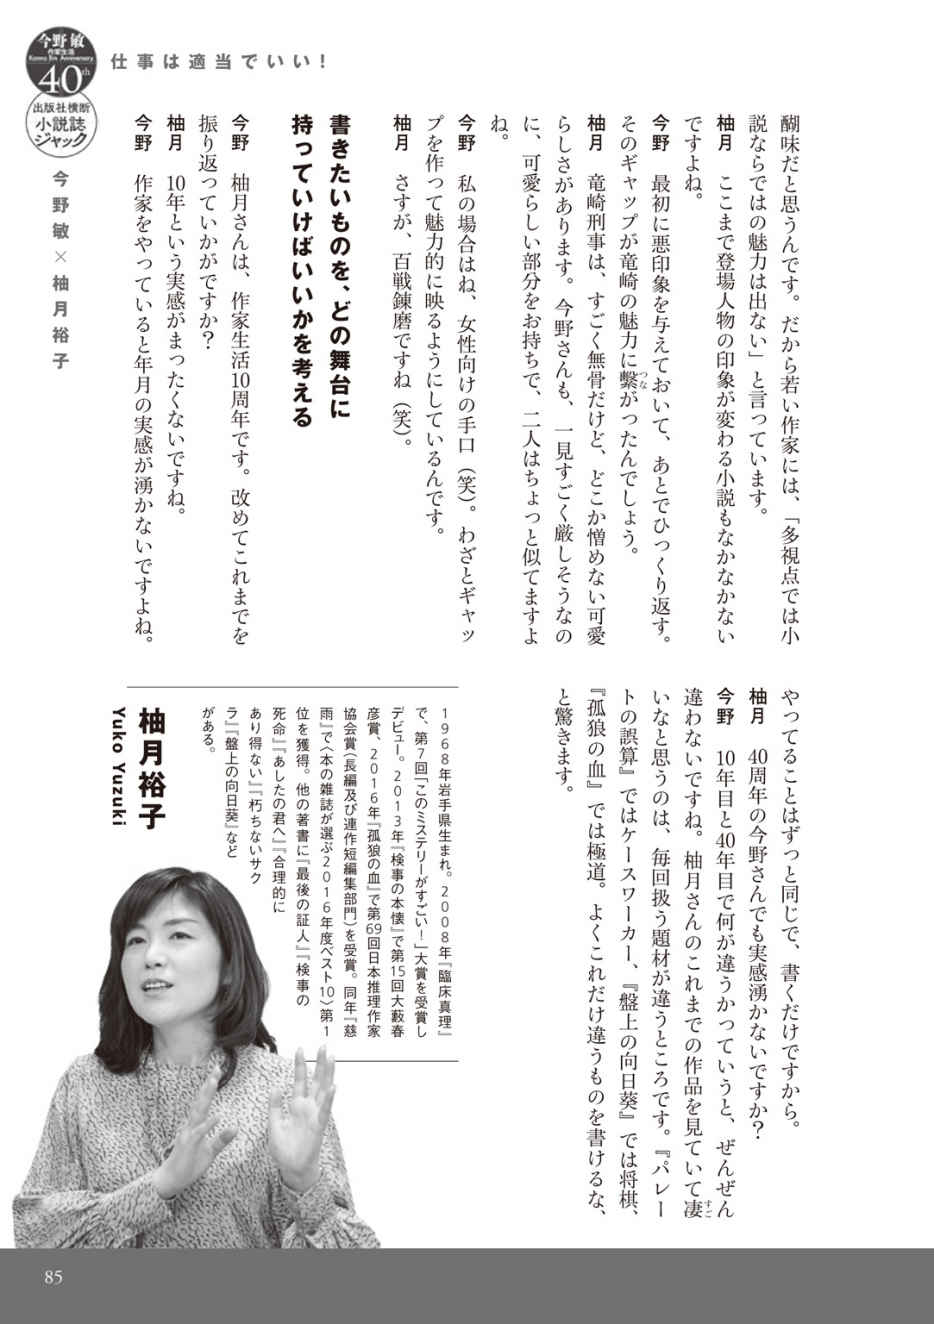 今野 敏
作家生活
Konno Bin Anniversary
40th
出版社横断
小説誌
ジャック
仕事は適当でいい！
今野 敏×柚月裕子
醐味だと思うんです。だから若い作家には、「多視点では小
説ならではの魅力は出ない」と言っています。
柚月　ここまで登場人物の印象が変わる小説もなかなかない
ですよね。
今野　最初に悪印象を与えておいて、あとでひっくり返す。
そのギャップが竜崎の魅力に繋がったんでしょう。
つな
柚月　竜崎刑事は、すごく無骨だけど、どこか憎めない可愛
らしさがあります。今野さんも、一見すごく厳しそうなの
に、可愛らしい部分をお持ちで、二人はちょっと似てますよ
ね。
今野　私の場合はね、女性向けの手口（笑）。わざとギャッ
プを作って魅力的に映るようにしているんです。
柚月　さすが、百戦錬磨ですね（笑）。
書きたいものを、どの舞台に
持っていけばいいかを考える
今野　柚月さんは、作家生活10周年です。改めてこれまでを
振り返っていかがですか？
柚月　10年という実感がまったくないですね。
今野　作家をやっていると年月の実感が湧かないですよね。
やってることはずっと同じで、書くだけですから。
柚月　40周年の今野さんでも実感湧かないですか？
今野　10年目と40年目で何が違うかっていうと、ぜんぜん
違わないですね。柚月さんのこれまでの作品を見ていて凄
すご
いなと思うのは、毎回扱う題材が違うところです。『パレー
トの誤算』ではケースワーカー、『盤上の向日葵』では将棋、
『孤狼の血』では極道。よくこれだけ違うものを書けるな、
と驚きます。
1968年岩手県生まれ。2008年『臨床真理』
で、第7回「このミステリーがすごい！」大賞を受賞し
デビュー。2013年『検事の本懐』で第15回大藪春
彦賞、2016年『孤狼の血』で第69回日本推理作家
協会賞（長編及び連作短編集部門）を受賞。同年『慈
雨』で〈本の雑誌が選ぶ2016年度ベスト10〉第1
位を獲得。他の著書に『最後の証人』『検事の
死命』『あしたの君へ』『合理的に
あり得ない』『朽ちないサク
ラ』『盤上の向日葵』など
がある。
柚月裕子
Yuko Yuzuki
85